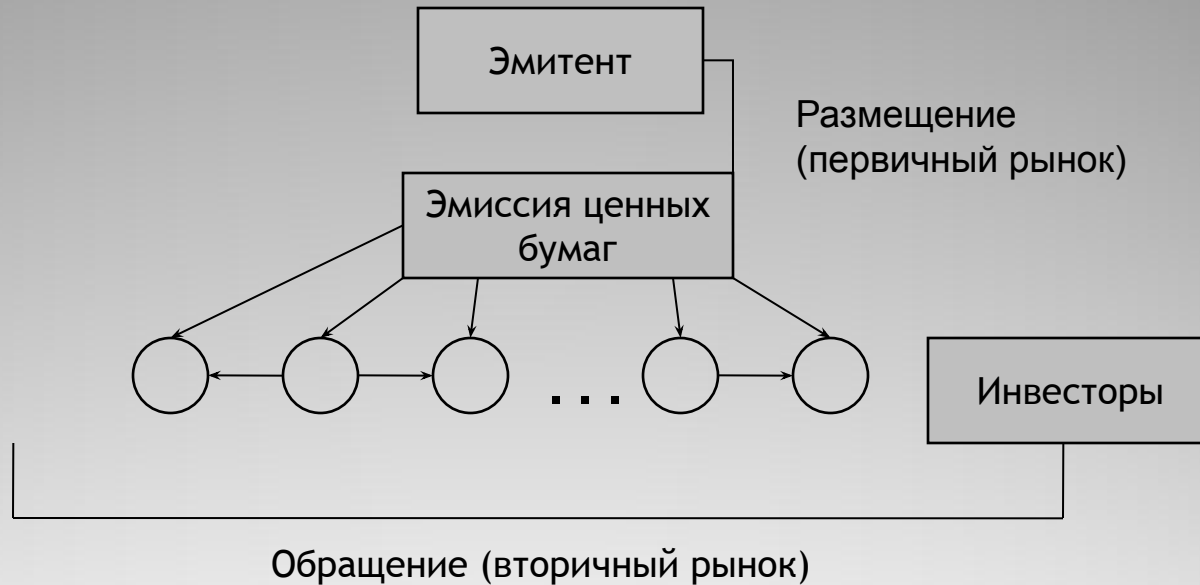 Эмитент
Размещение
(первичный рынок)
Эмиссия ценных
бумаг
. . .
Инвесторы
Обращение (вторичный рынок)